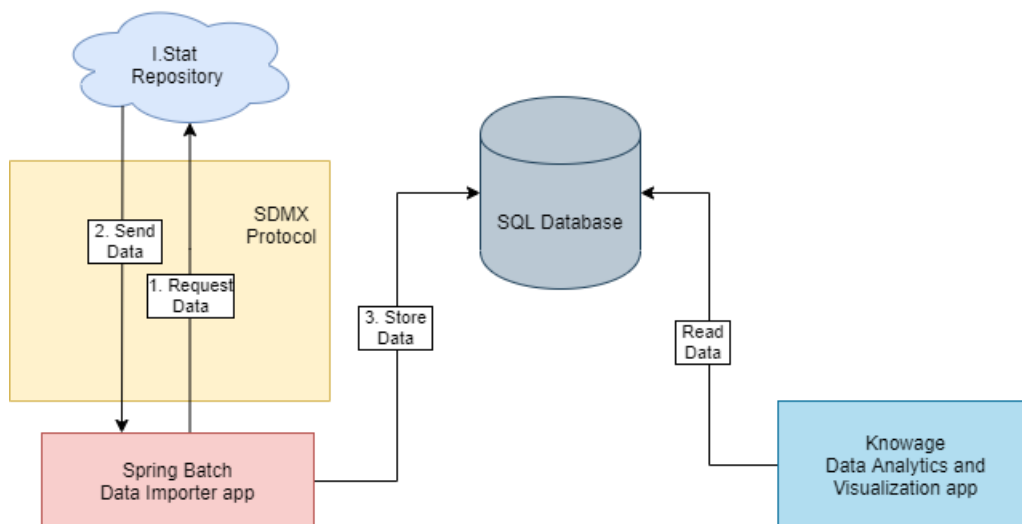 I.Stat
Repository
SDMX
Protocol
2. Send
Data
1. Request
Data
SQL Database
3. Store
Data
Read
Data
Spring Batch
Data Importer app
Knowage
Data Analytics and
Visualization app